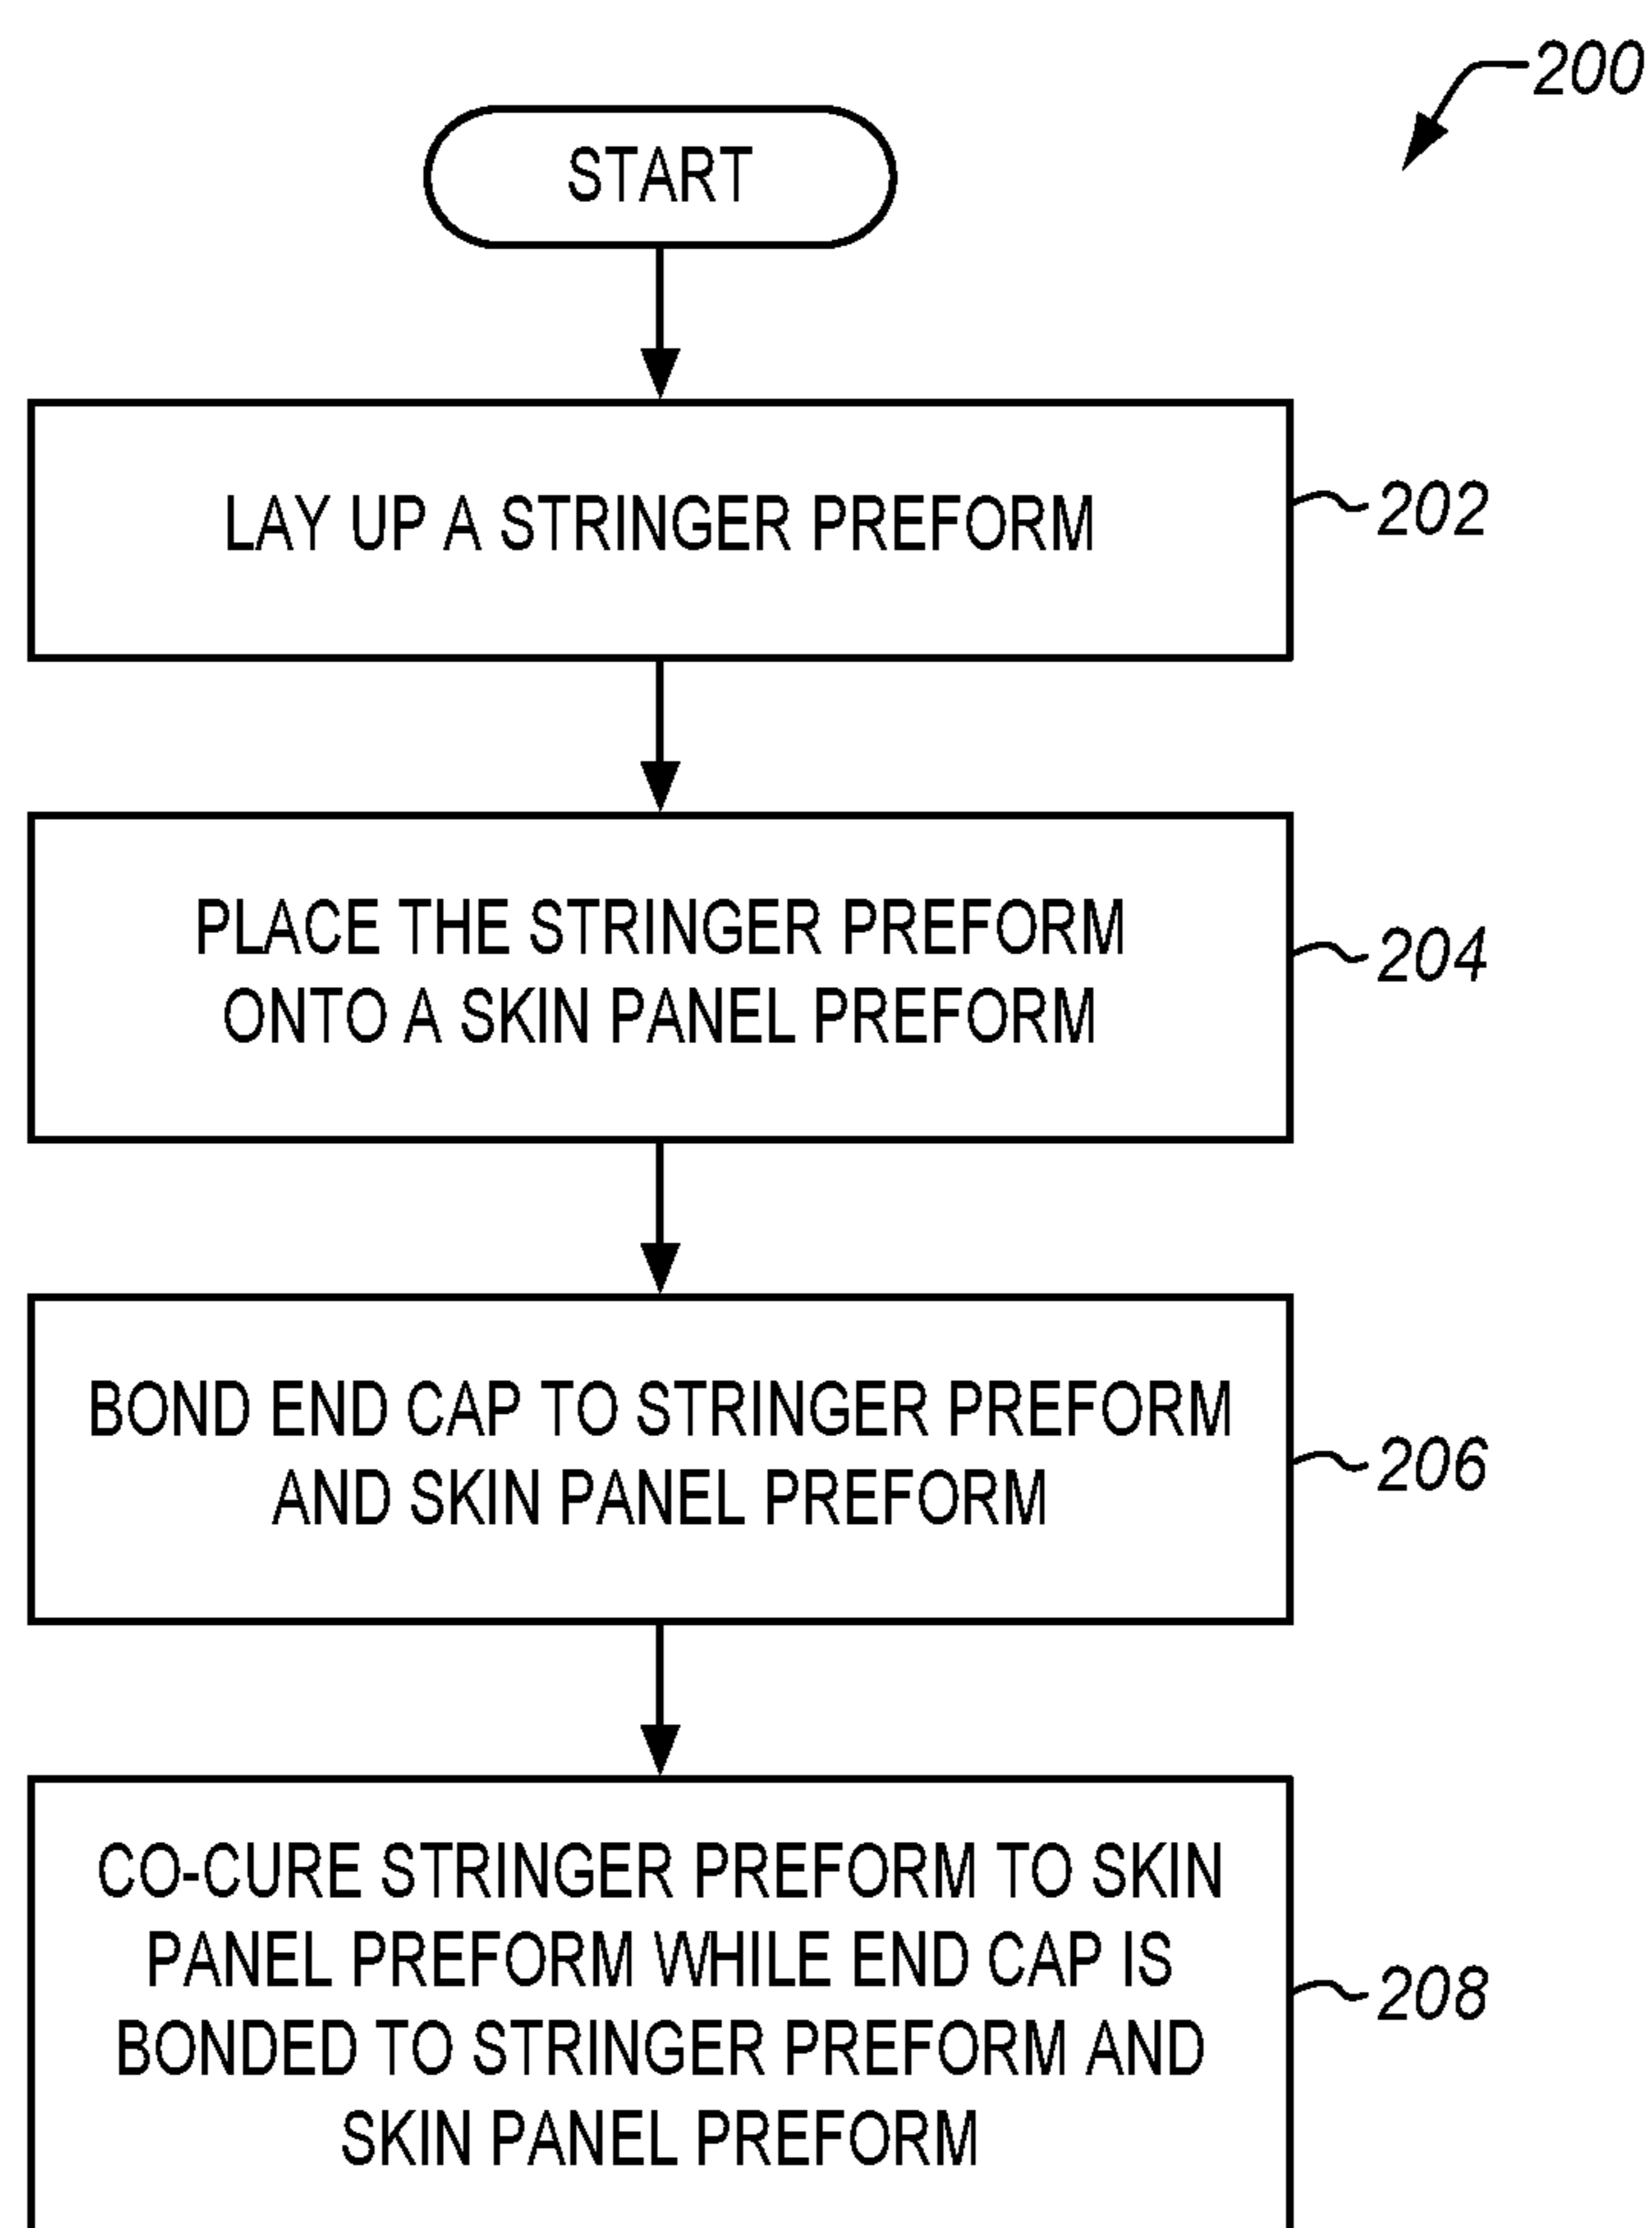 200
START
LAY UP A STRINGER PREFORM
202
PLACE THE STRINGER PREFORM
ONTO A SKIN PANEL PREFORM
204
BOND END CAP TO STRINGER PREFORM
AND SKIN PANEL PREFORM
206
CO-CURE STRINGER PREFORM TO SKIN
PANEL PREFORM WHILE END CAP IS
BONDED TO STRINGER PREFORM AND
SKIN PANEL PREFORM
208